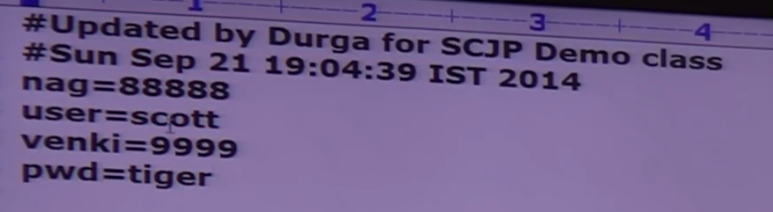 1 2 3 4
#Updated by Durga for SCJP Demo class
#Sun Sep 21 19:04:39 IST 2014
nag=88888
user=scott
venki=9999
pwd=tiger